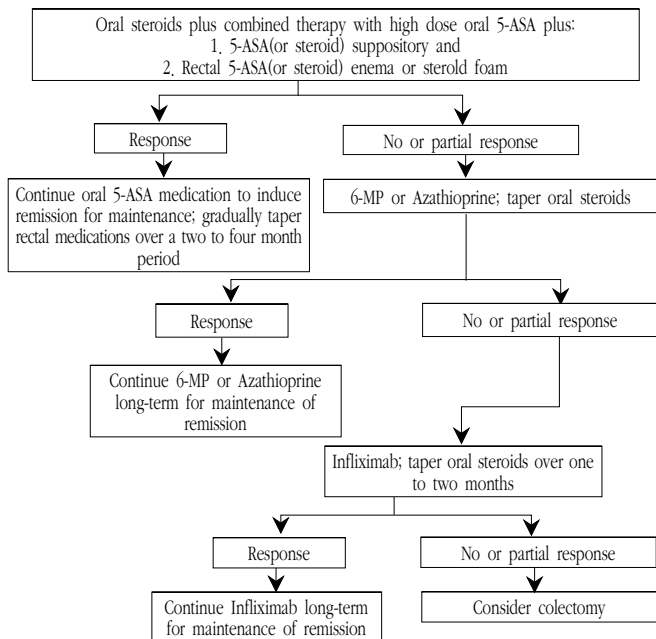 Oral steroids plus combined therapy with high dose oral 5-ASA plus:
1. 5-ASA(or steroid) suppository and
2. Rectal 5-ASA(or steroid) enema or sterold foam
Response
No or partial response
Continue oral 5-ASA medication to induce
remission for maintenance; gradually taper
rectal medications over a two to four month
period
6-MP or Azathioprine; taper oral steroids
Response
No or partial response
Continue 6-MP or Azathioprine
long-term for maintenance of
remission
Infliximab; taper oral steroids over one
to two months
Response
No or partial response
Continue Infliximab long-term
for maintenance of remission
Consider colectomy